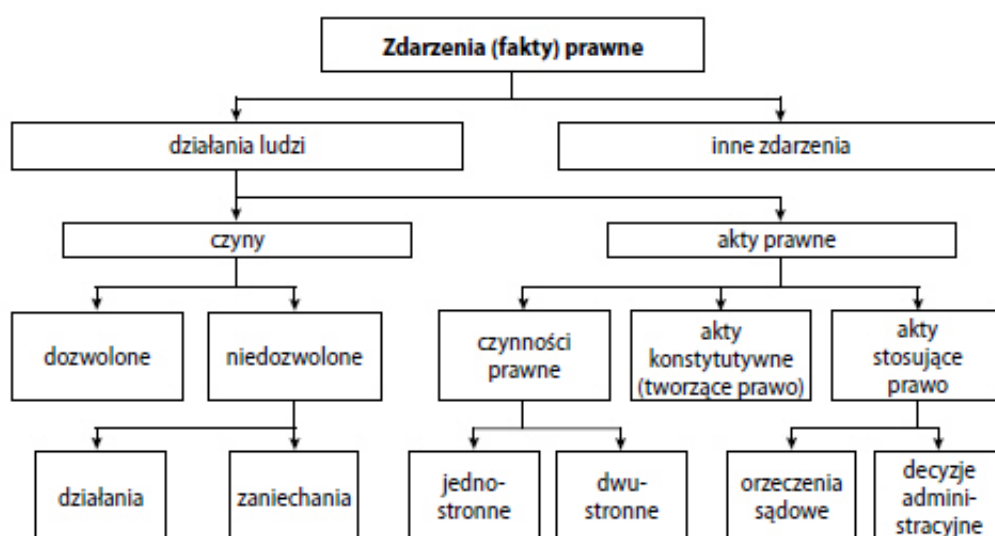 Zdarzenia (fakty) prawne
działania ludzi
inne zdarzenia
czyny
akty prawne
dozwolone
niedozwolone
czynności
prawne
akty
konstytutywne
(tworzące prawo)
akty
stosujące
prawo
działania
zaniechania
jedno-
stronne
dwu-
stronne
orzeczenia
sądowe
decyzje
admini-
stracyjne